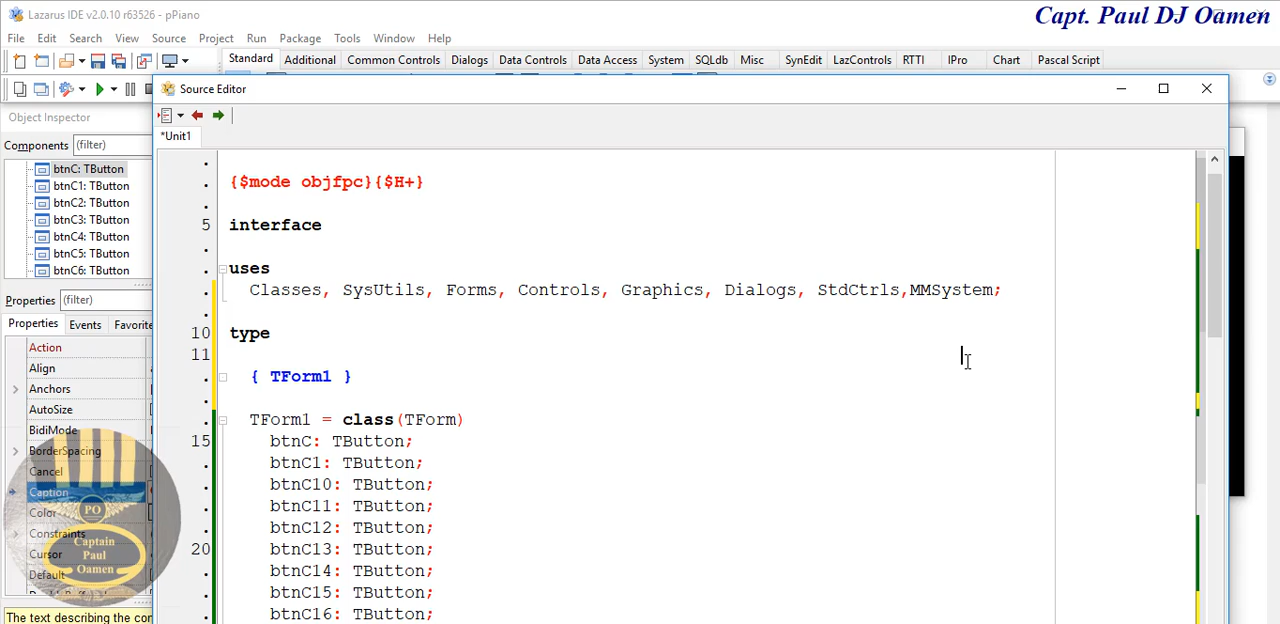 Lazarus IDE v2.0.10 r63526 - pPiano
Capt. Paul DJ Oamen
File Edit Search View Source Project Run Package Tools Window Help
Standard Additional Common Controls Dialogs Data Controls Data Access System SQLdb Misc SynEdit LazControls RTTI IPro Chart Pascal Script
Source Editor
Object Inspector
*Unit1
Components (filter)
btnC: TButton
btnC1: TButton
btnC2: TButton
btnC3: TButton
btnC4: TButton
btnC5: TButton
btnC6: TButton
Properties (filter)
Properties Events Favorite
Action
Align
Anchors
AutoSize
BidiMode
BorderSpacing
Cancel
Caption
Color
Constraints
Cursor
Default
The text describing the con
PO
Captain
Paul
Oamen
{$mode objfpc}{$H+}
5 interface
uses
Classes, SysUtils, Forms, Controls, Graphics, Dialogs, StdCtrls,MMSystem;
10 type
11
{ TForm1 }
TForm1 = class(TForm)
15 btnC: TButton;
btnC1: TButton;
btnC10: TButton;
btnC11: TButton;
btnC12: TButton;
20 btnC13: TButton;
btnC14: TButton;
btnC15: TButton;
btnC16: TButton;